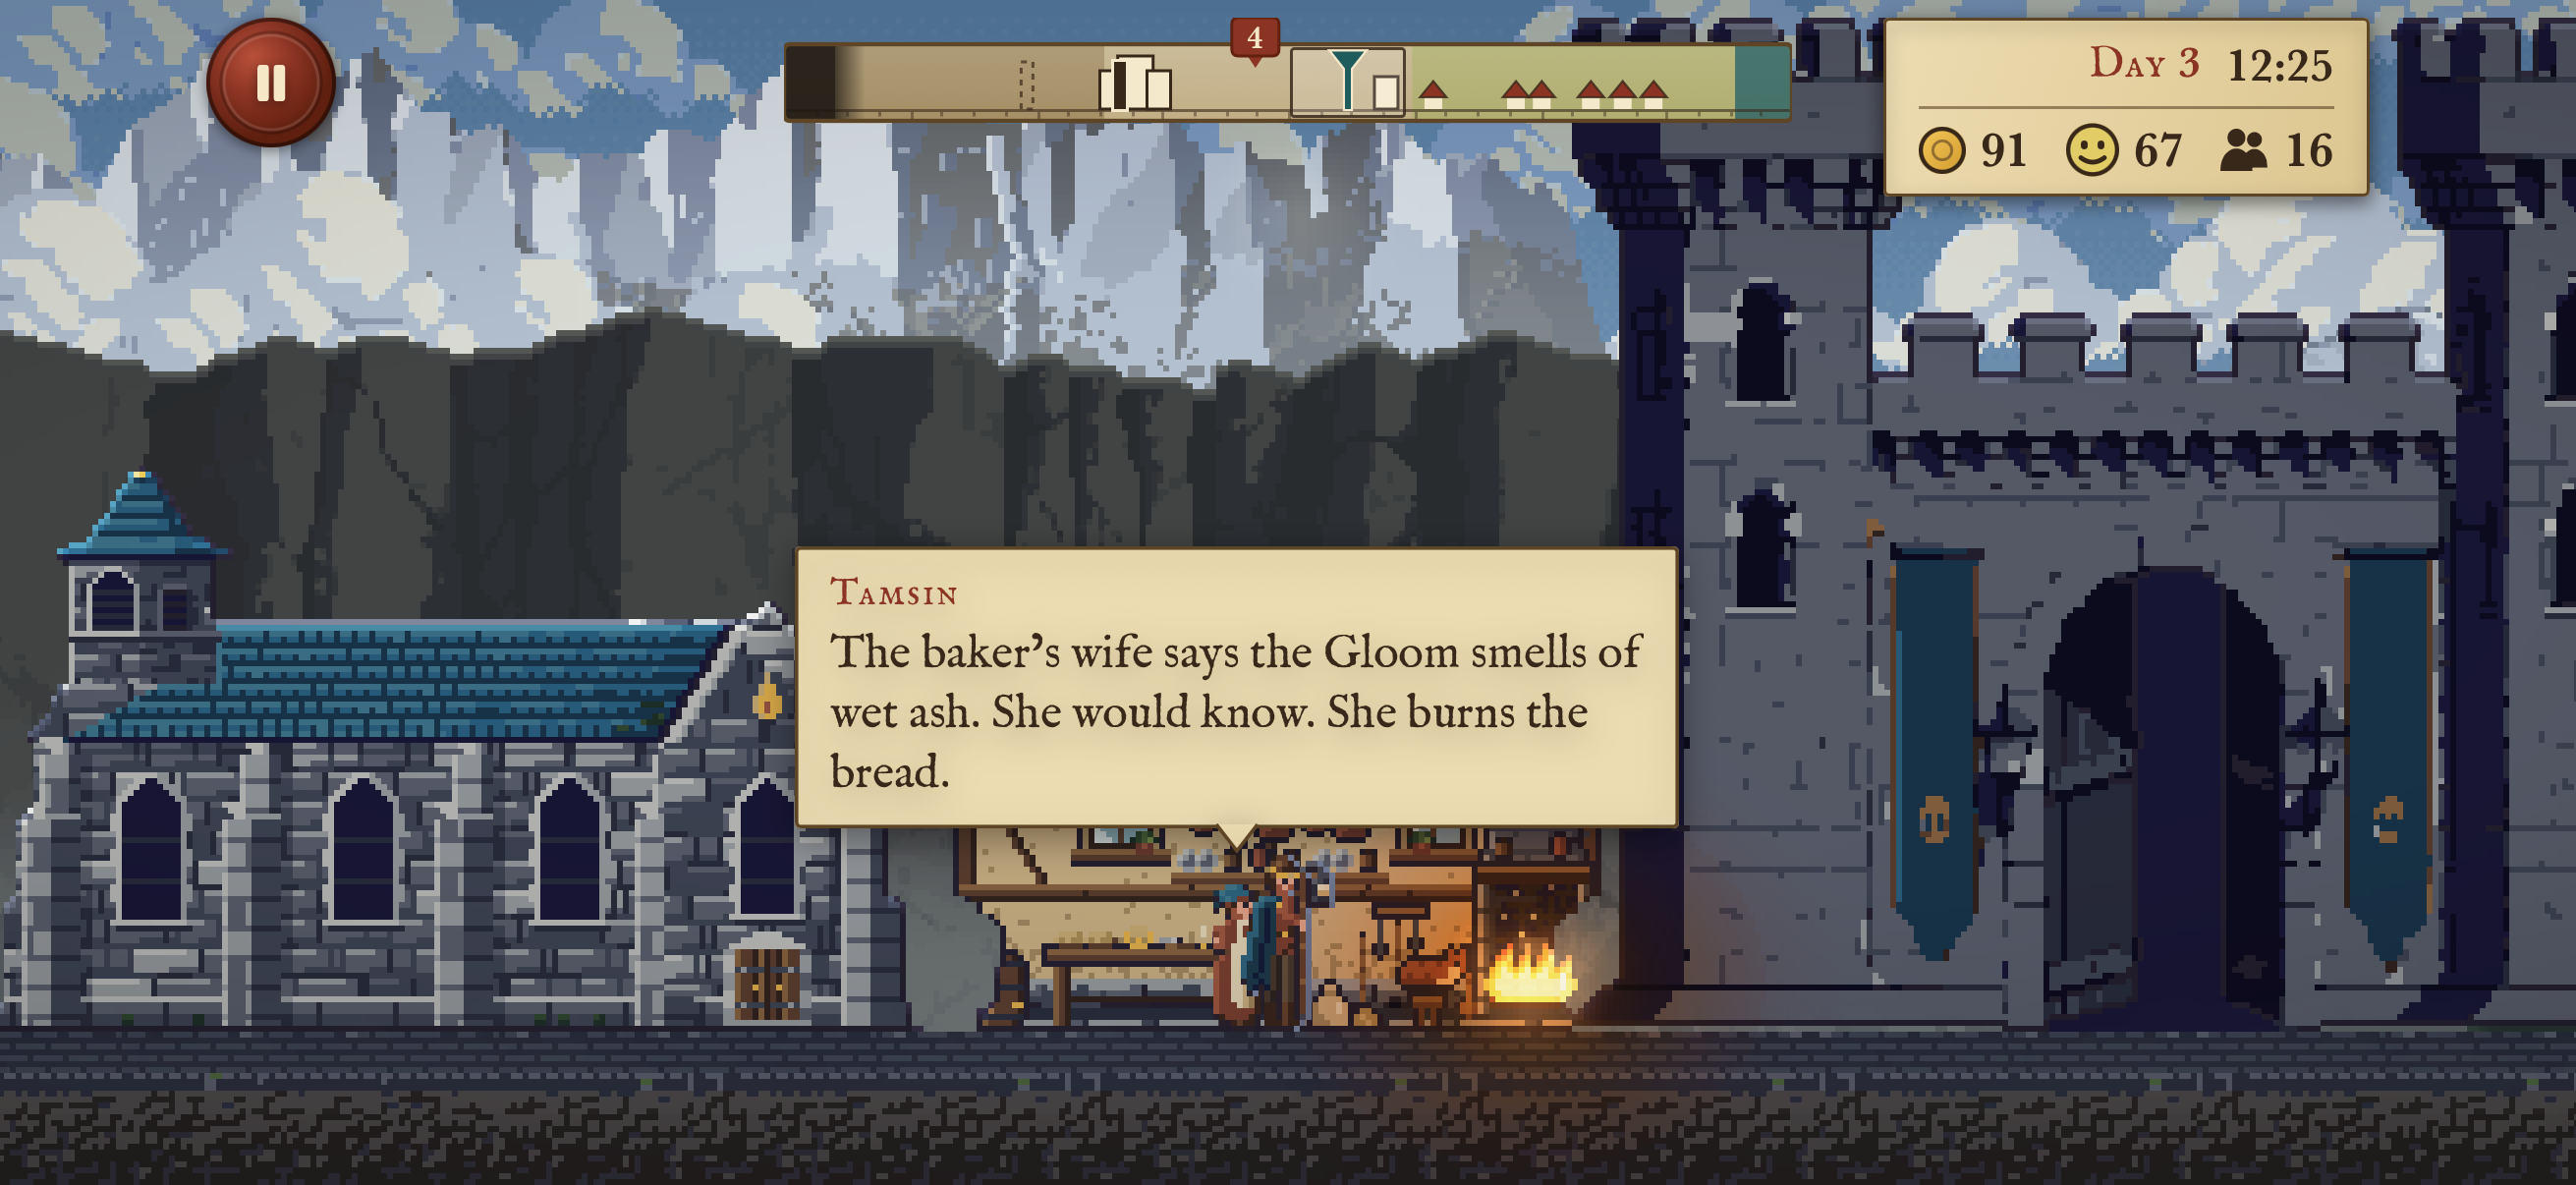 4
Day 3 12:25
91 67 16
Tamsin
The baker’s wife says the Gloom smells of
wet ash. She would know. She burns the
bread.